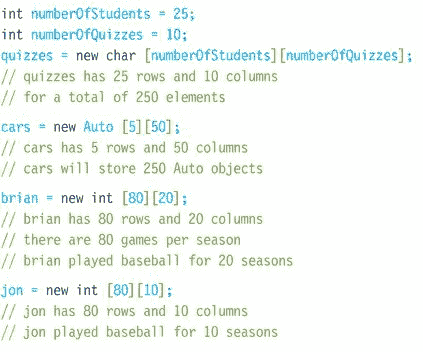 int numberOfStudents = 25;
int numberOfQuizzes = 10;
quizzes = new char [numberOfStudents][numberOfQuizzes];
// quizzes has 25 rows and 10 columns
// for a total of 250 elements
cars = new Auto [5][50];
// cars has 5 rows and 50 columns
// cars will store 250 Auto objects
brian = new int [80][20];
// brian has 80 rows and 20 columns
// there are 80 games per season
// brian played baseball for 20 seasons
jon = new int [80][10];
// jon has 80 rows and 10 columns
// jon played baseball for 10 seasons